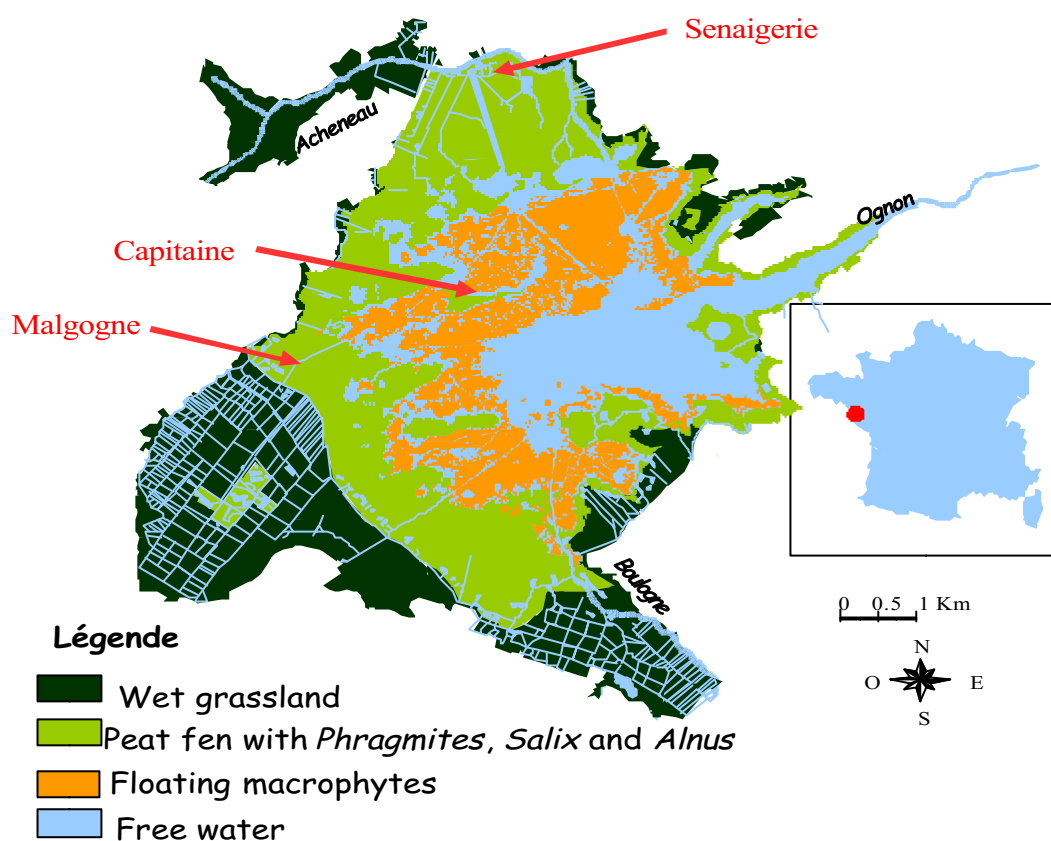 Senaigerie
Acheneau
Ognon
Capitaine
Malgogne
Boulogne
0 0.5 1 Km
N
O E
S
Légende
Wet grassland
Peat fen with Phragmites, Salix and Alnus
Floating macrophytes
Free water